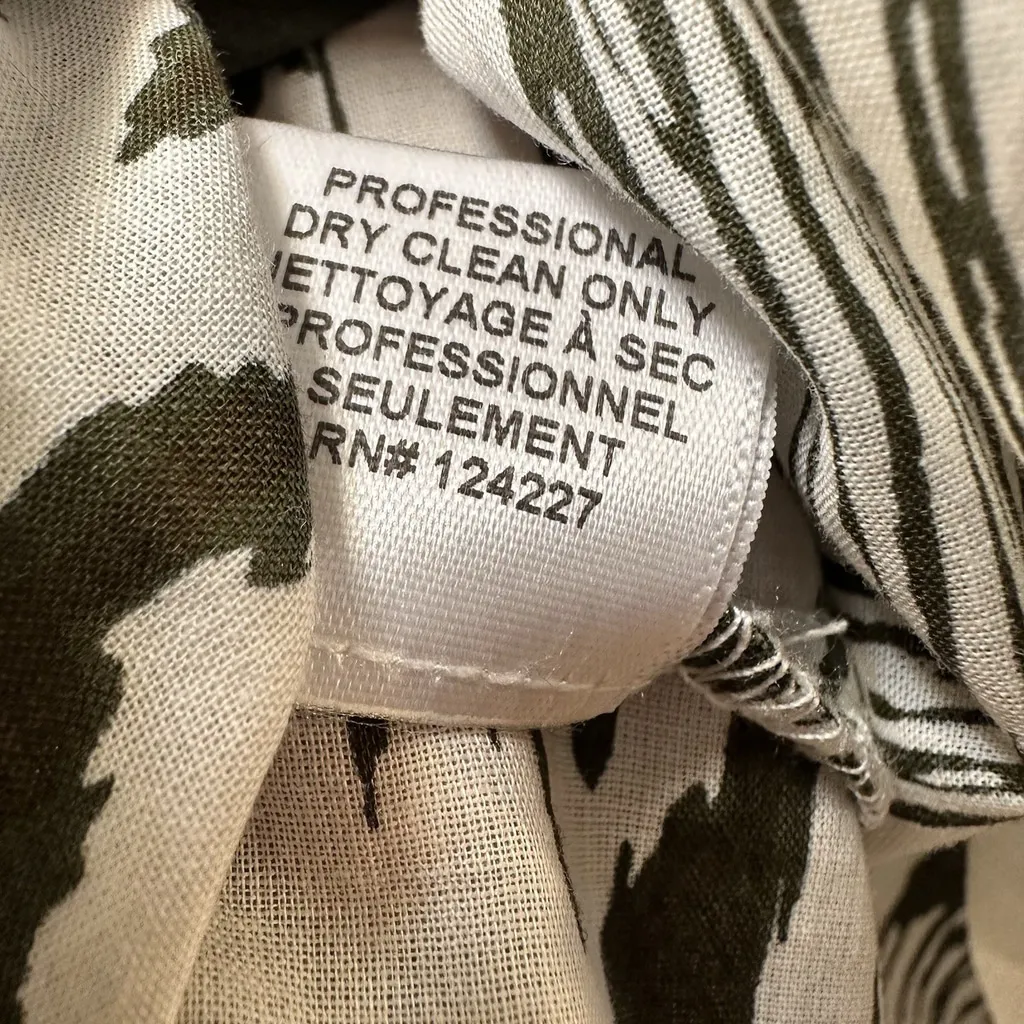 PROFESSIONAL
DRY CLEAN ONLY
NETTOYAGE À SEC
PROFESSIONNEL
SEULEMENT
RN# 124227